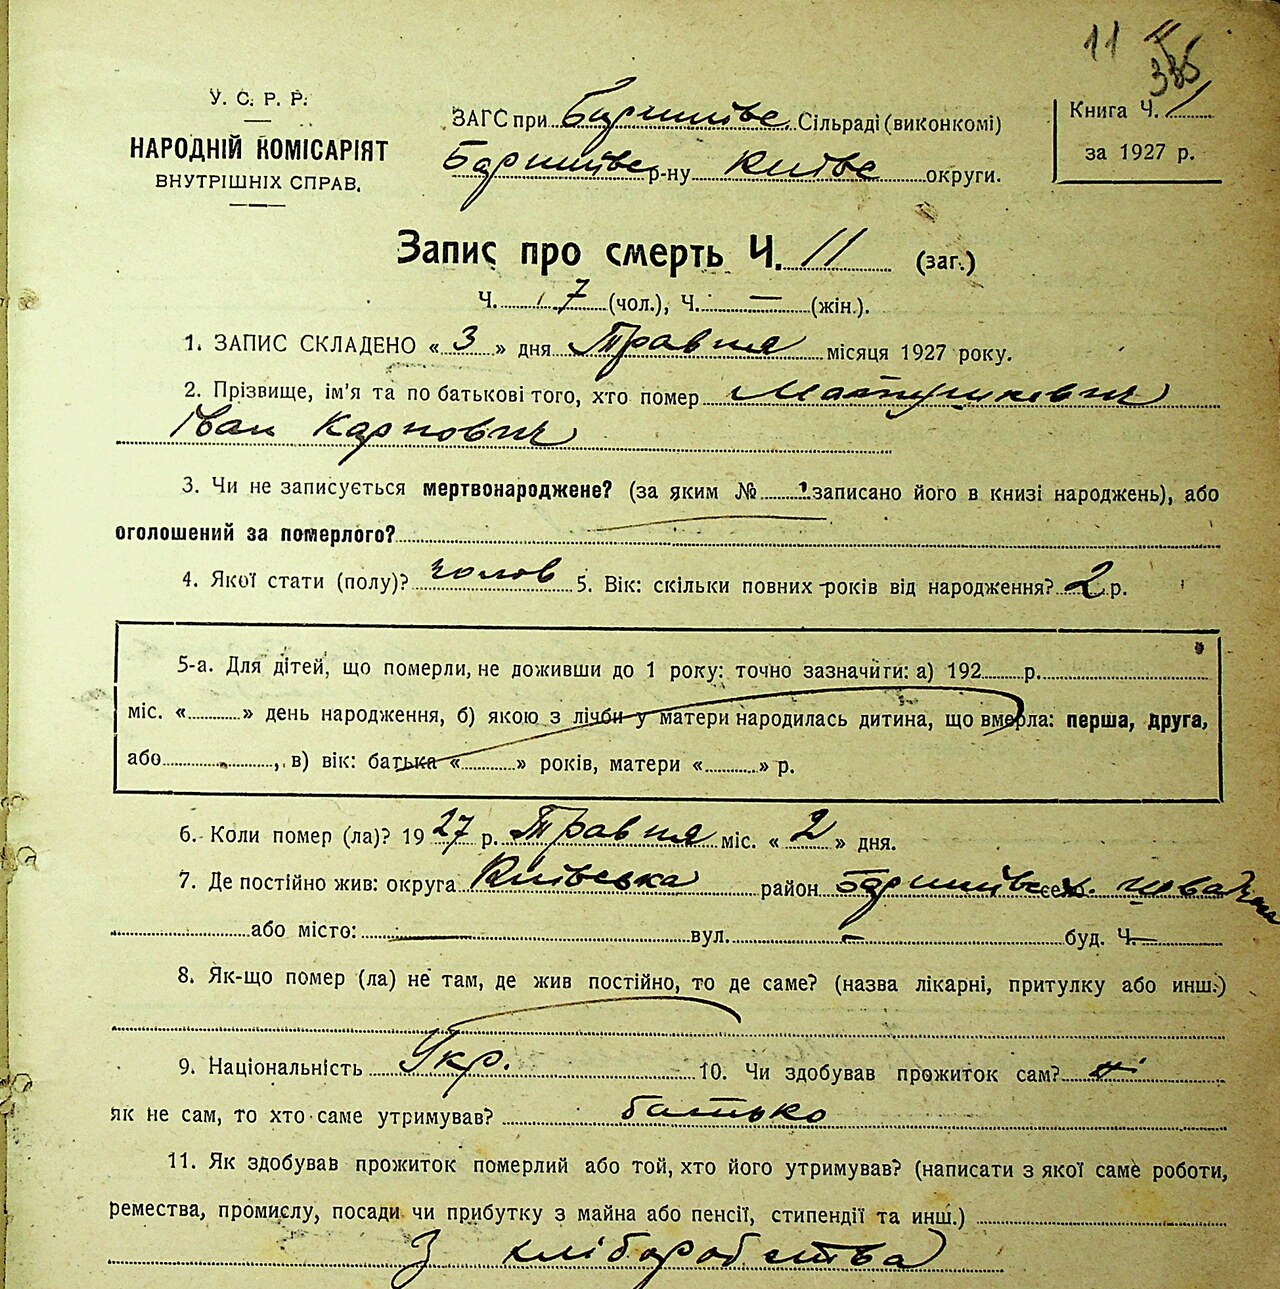 11 II
335
У. С. Р. Р.
НАРОДНІЙ КОМІСАРІЯТ
ВНУТРІШНІХ СПРАВ.
ЗАГС при Баришівс. Сільраді (виконкомі)
Баришівс р-ну Київс округи.
Книга Ч. 1
за 1927 р.
Запис про смерть Ч. 11 (заг.)
Ч. 7 (чол.), Ч. — (жін.).
1. ЗАПИС СКЛАДЕНО « 3 » дня Травня місяця 1927 року.
2. Прізвище, ім'я та по батькові того, хто помер Матушкевич
Іван Карпович
3. Чи не записується мертвонароджене? (за яким № записано його в книзі народжень), або
оголошений за померлого?
4. Якої стати (полу)? чолов 5. Вік: скільки повних років від народження? 2 р.
5-а. Для дітей, що померли, не доживши до 1 року: точно зазначити: а) 192 р.
міс. « » день народження, б) якою з лічби у матери народилась дитина, що вмерла: перша, друга,
або , в) вік: батька « » років, матери « » р.
6. Коли помер (ла)? 1927 р. Травня міс. « 2 » дня.
7. Де постійно жив: округа Київська район Баришівс село
або місто: — вул. — буд. Ч. —
8. Як-що помер (ла) не там, де жив постійно, то де саме? (назва лікарні, притулку або инш.)
9. Національність Укр. 10. Чи здобував прожиток сам? ні
як не сам, то хто саме утримував? батько
11. Як здобував прожиток померлий або той, хто його утримував? (написати з якої саме роботи,
ремества, промислу, посади чи прибутку з майна або пенсії, стипендії та инш.)
З хліборобства